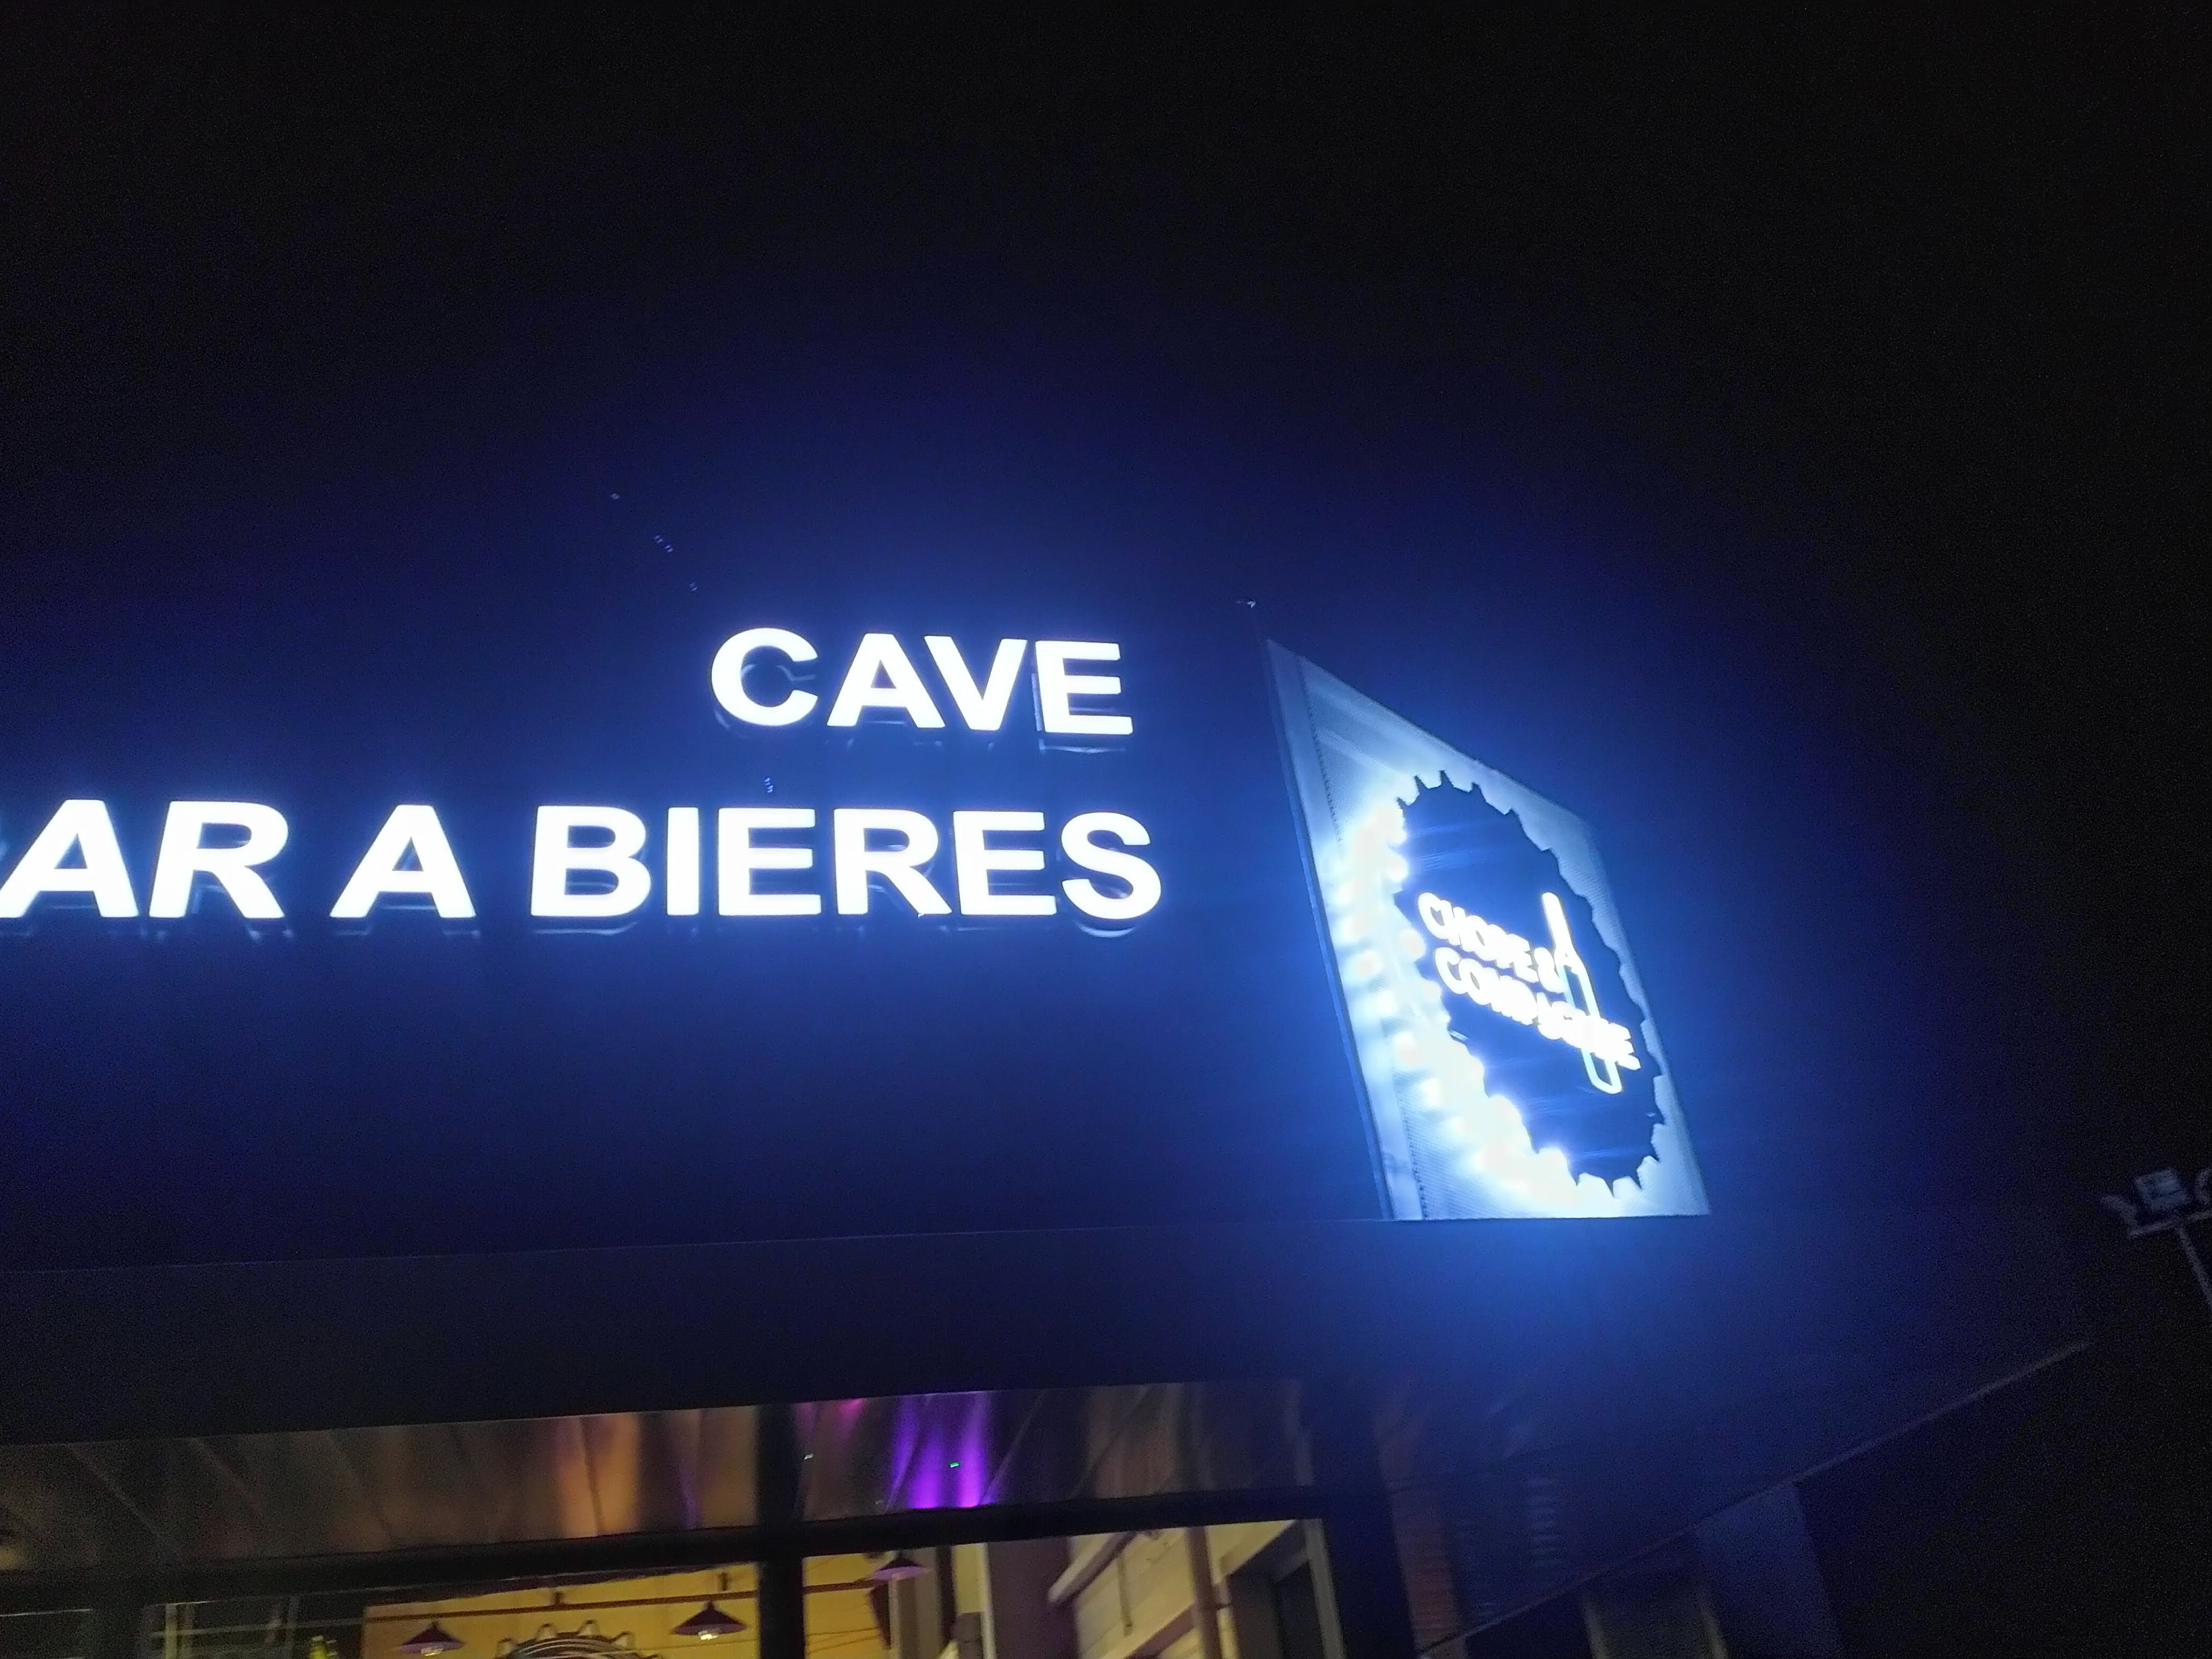 CAVE
AR A BIERES
CHOPE &
COMPAGNIE